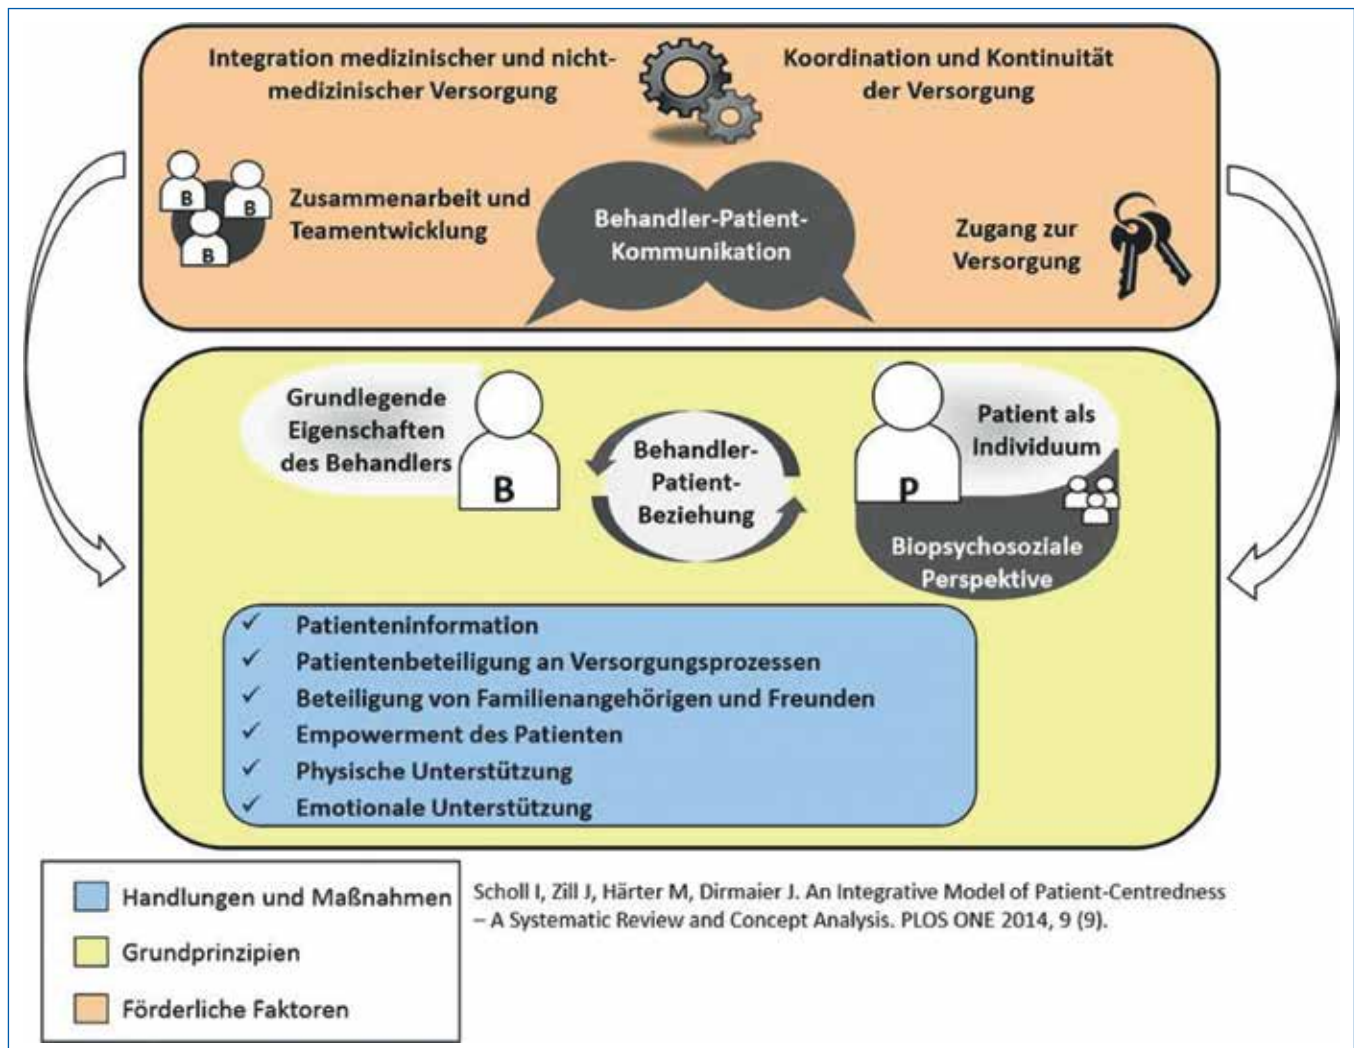 Integration medizinischer und nicht-
medizinischer Versorgung
Koordination und Kontinuität
der Versorgung
B
B
B
Zusammenarbeit und
Teamentwicklung
Behandler-Patient-
Kommunikation
Zugang zur
Versorgung
Grundlegende
Eigenschaften
des Behandlers
B
Behandler-
Patient-
Beziehung
P
Patient als
Individuum
Biopsychosoziale
Perspektive
✓ Patienteninformation
✓ Patientenbeteiligung an Versorgungsprozessen
✓ Beteiligung von Familienangehörigen und Freunden
✓ Empowerment des Patienten
✓ Physische Unterstützung
✓ Emotionale Unterstützung
Handlungen und Maßnahmen
Grundprinzipien
Förderliche Faktoren
Scholl I, Zill J, Härter M, Dirmaier J. An Integrative Model of Patient-Centredness
– A Systematic Review and Concept Analysis. PLOS ONE 2014, 9 (9).